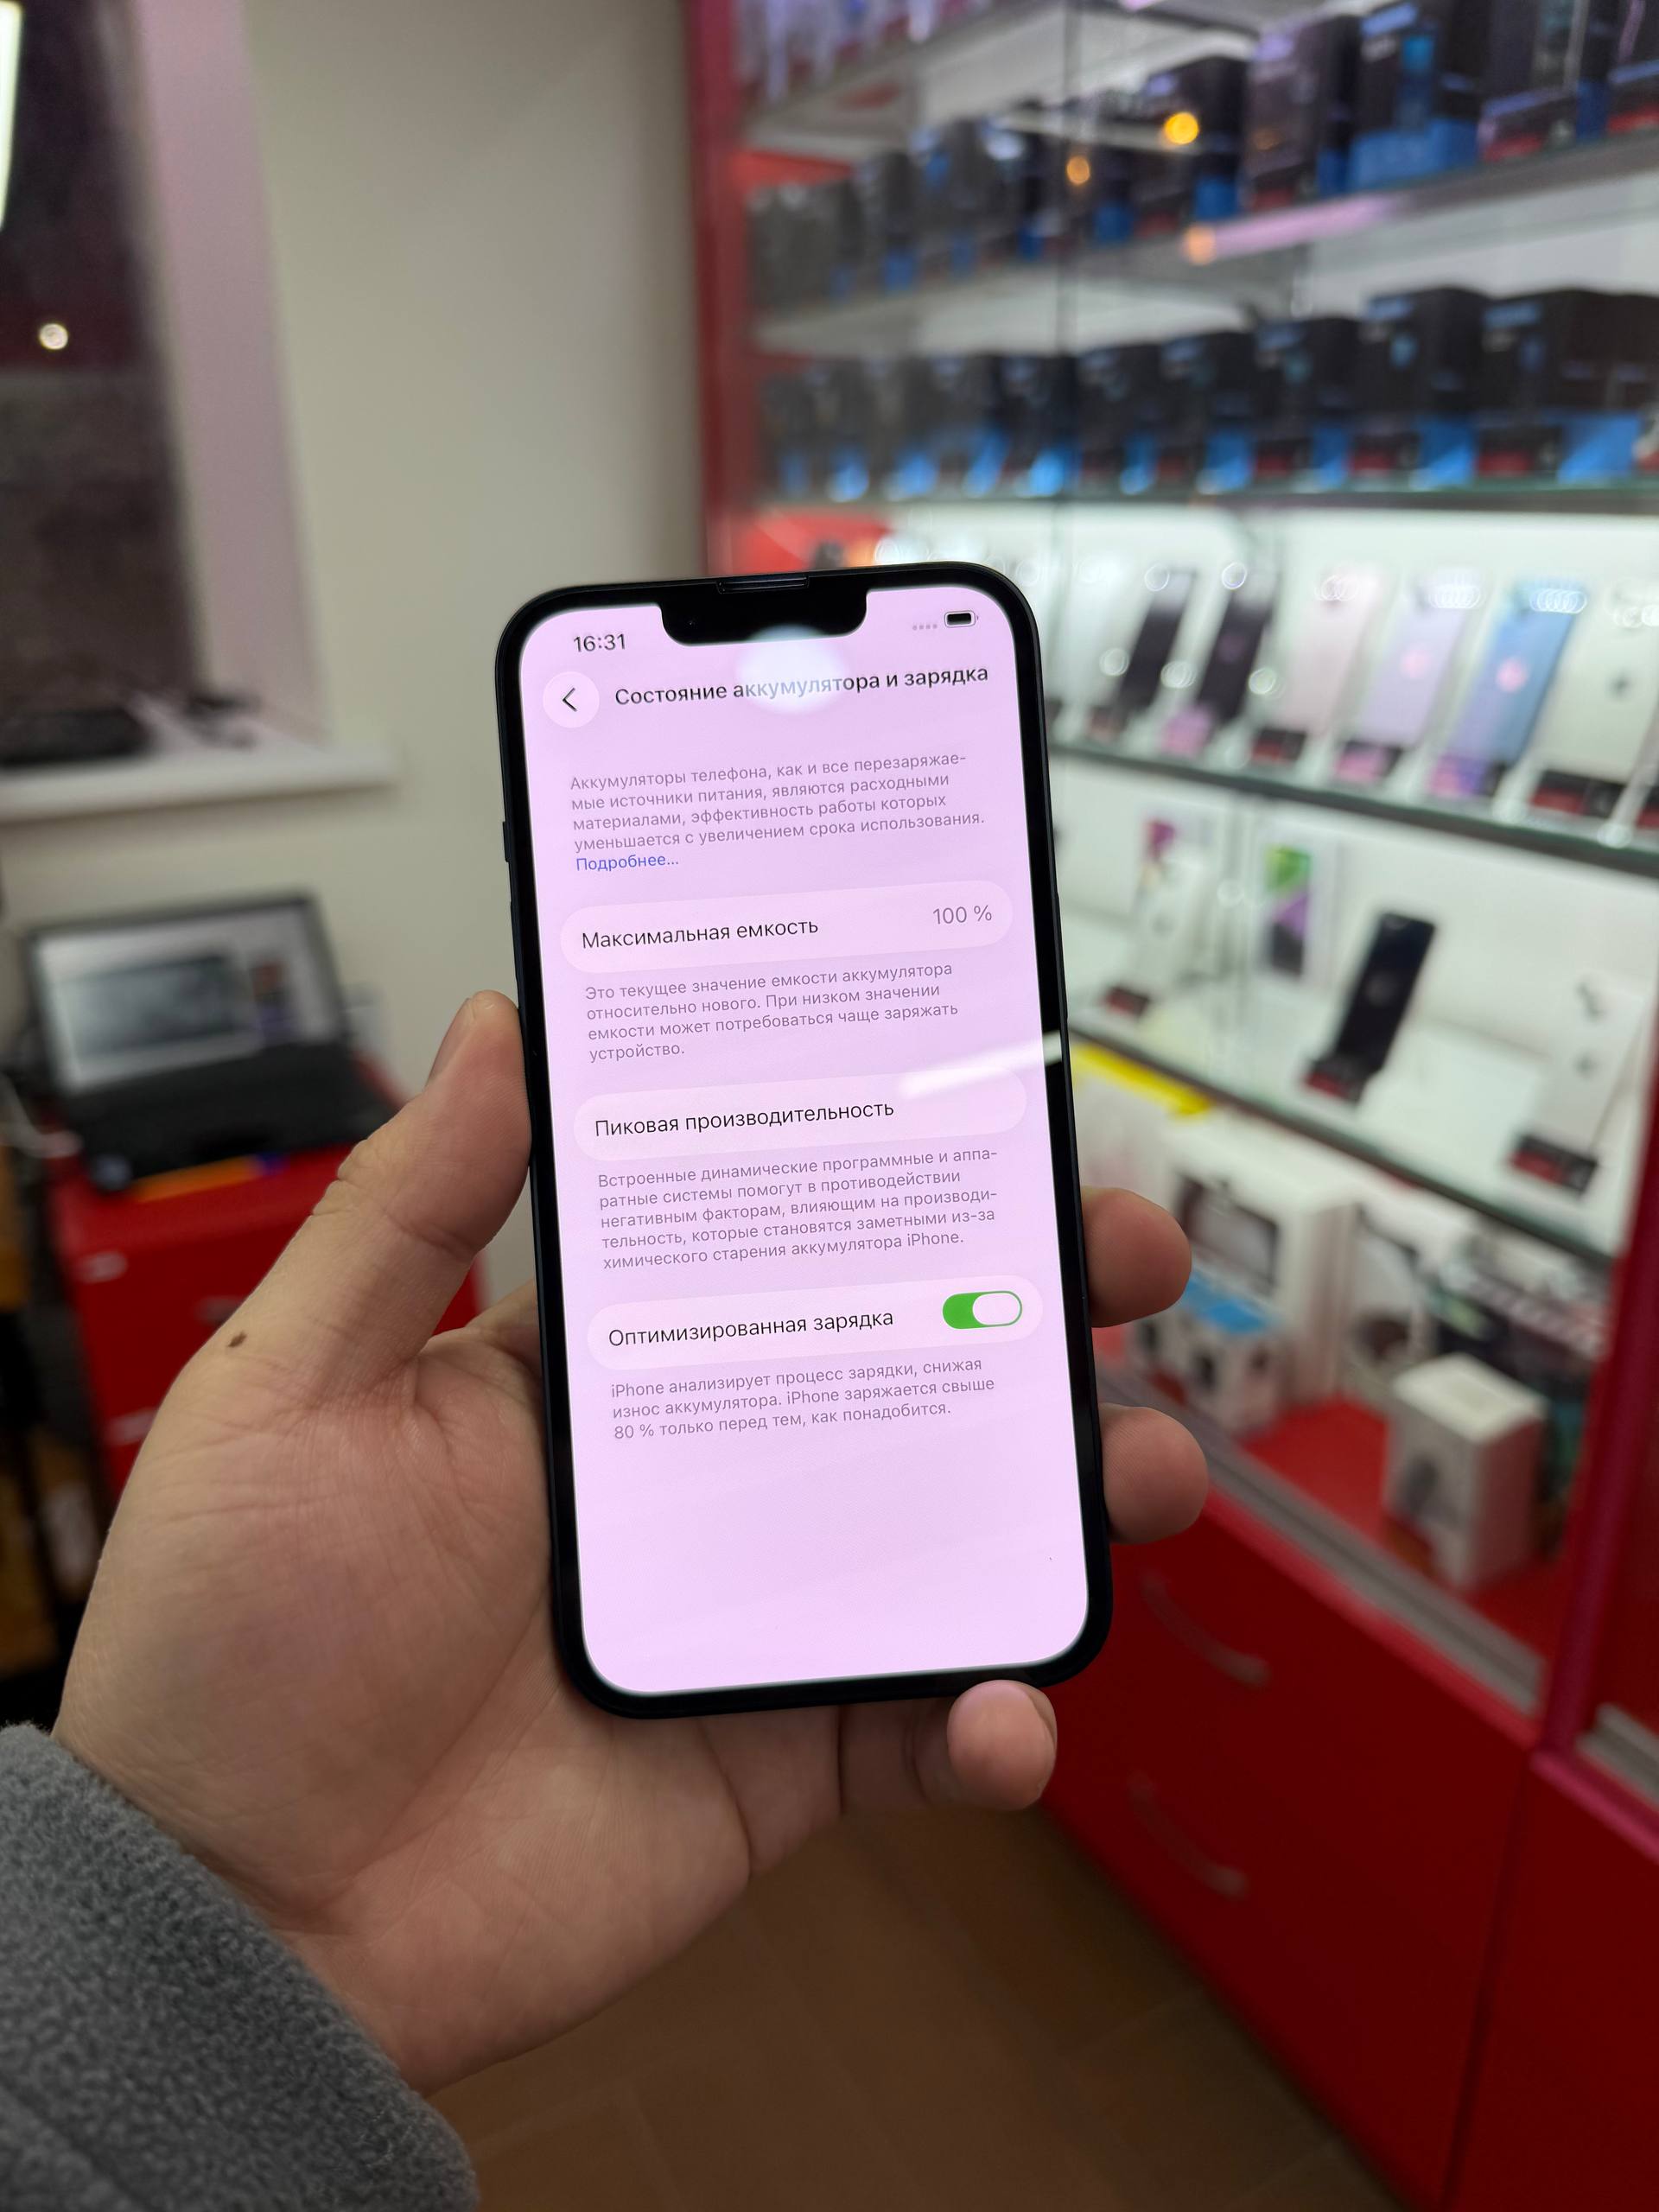 16:31
Состояние аккумулятора и зарядка
Аккумуляторы телефона, как и все перезаряжае-
мые источники питания, являются расходными
материалами, эффективность работы которых
уменьшается с увеличением срока использования.
Подробнее...
Максимальная емкость 100 %
Это текущее значение емкости аккумулятора
относительно нового. При низком значении
емкости может потребоваться чаще заряжать
устройство.
Пиковая производительность
Встроенные динамические программные и аппа-
ратные системы помогут в противодействии
негативным факторам, влияющим на производи-
тельность, которые становятся заметными из-за
химического старения аккумулятора iPhone.
Оптимизированная зарядка
iPhone анализирует процесс зарядки, снижая
износ аккумулятора. iPhone заряжается свыше
80 % только перед тем, как понадобится.